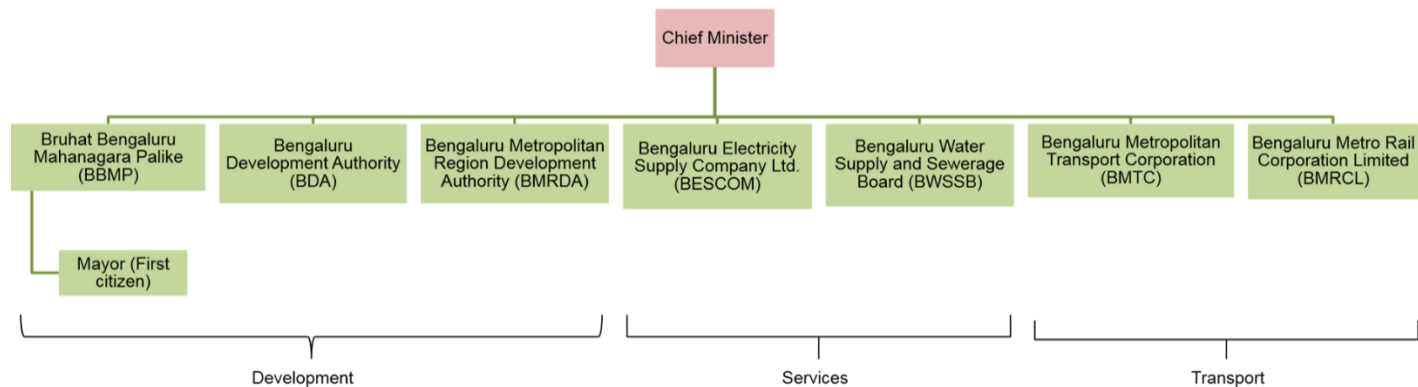 Chief Minister
Bruhat Bengaluru
Mahanagara Palike
(BBMP)
Bengaluru
Development Authority
(BDA)
Bengaluru Metropolitan
Region Development
Authority (BMRDA)
Bengaluru Electricity
Supply Company Ltd.
(BESCOM)
Bengaluru Water
Supply and Sewerage
Board (BWSSB)
Bengaluru Metropolitan
Transport Corporation
(BMTC)
Bengaluru Metro Rail
Corporation Limited
(BMRCL)
Mayor (First
citizen)
Development
Services
Transport